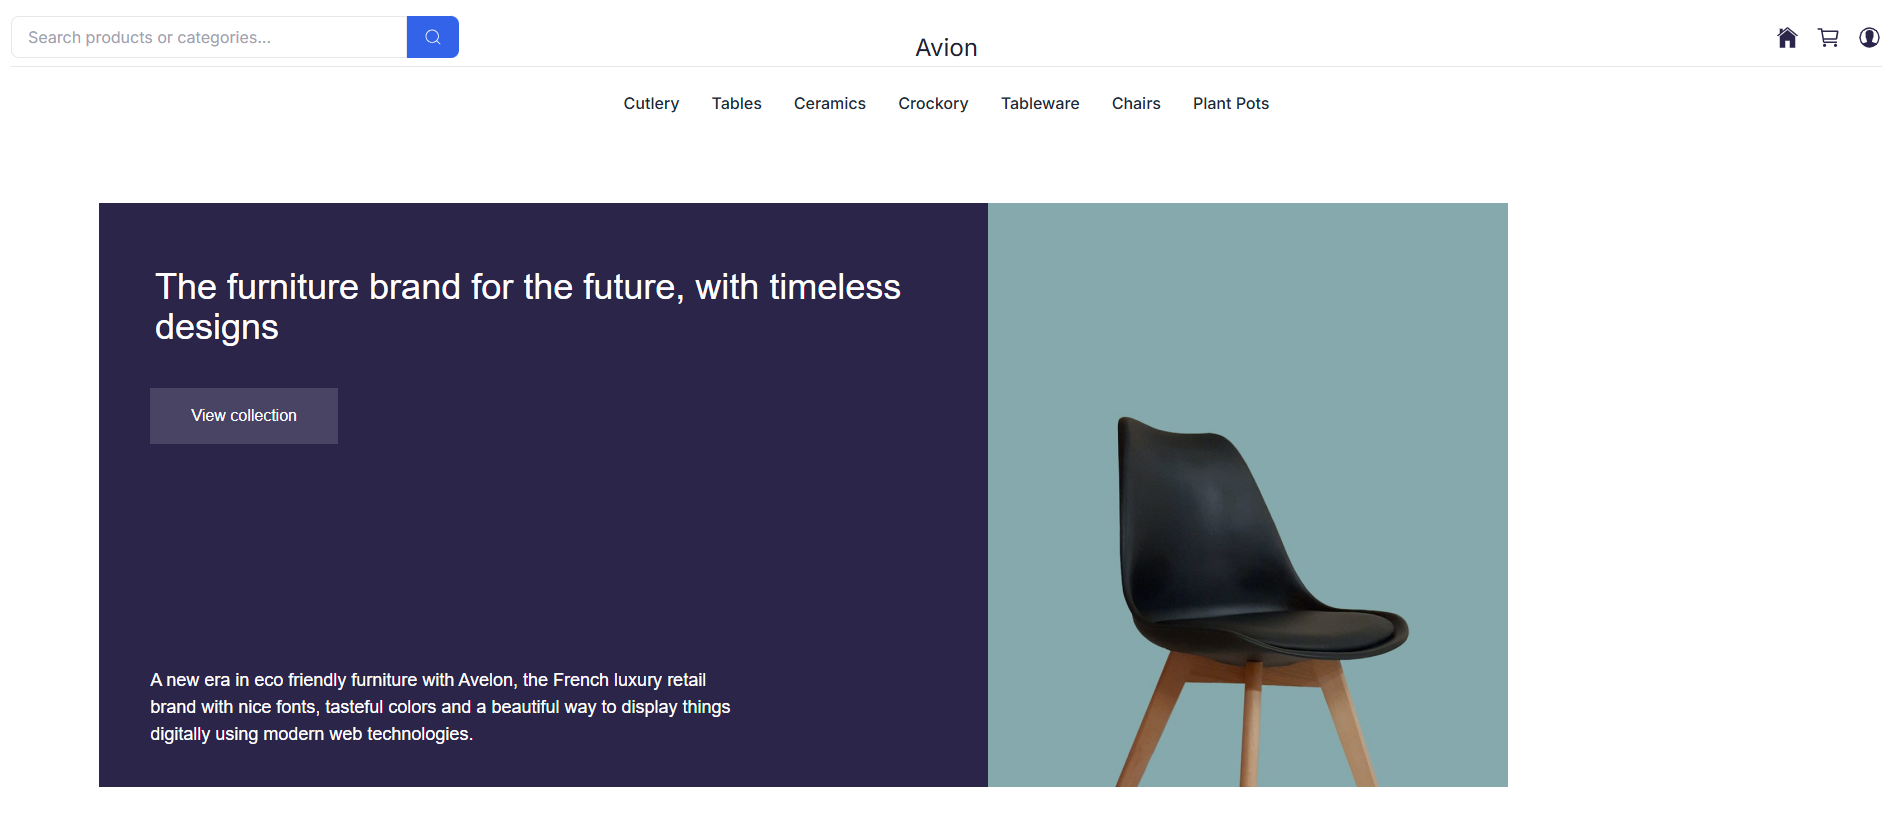 Search products or categories...
Avion
Cutlery Tables Ceramics Crockory Tableware Chairs Plant Pots
The furniture brand for the future, with timeless
designs
View collection
A new era in eco friendly furniture with Avelon, the French luxury retail
brand with nice fonts, tasteful colors and a beautiful way to display things
digitally using modern web technologies.